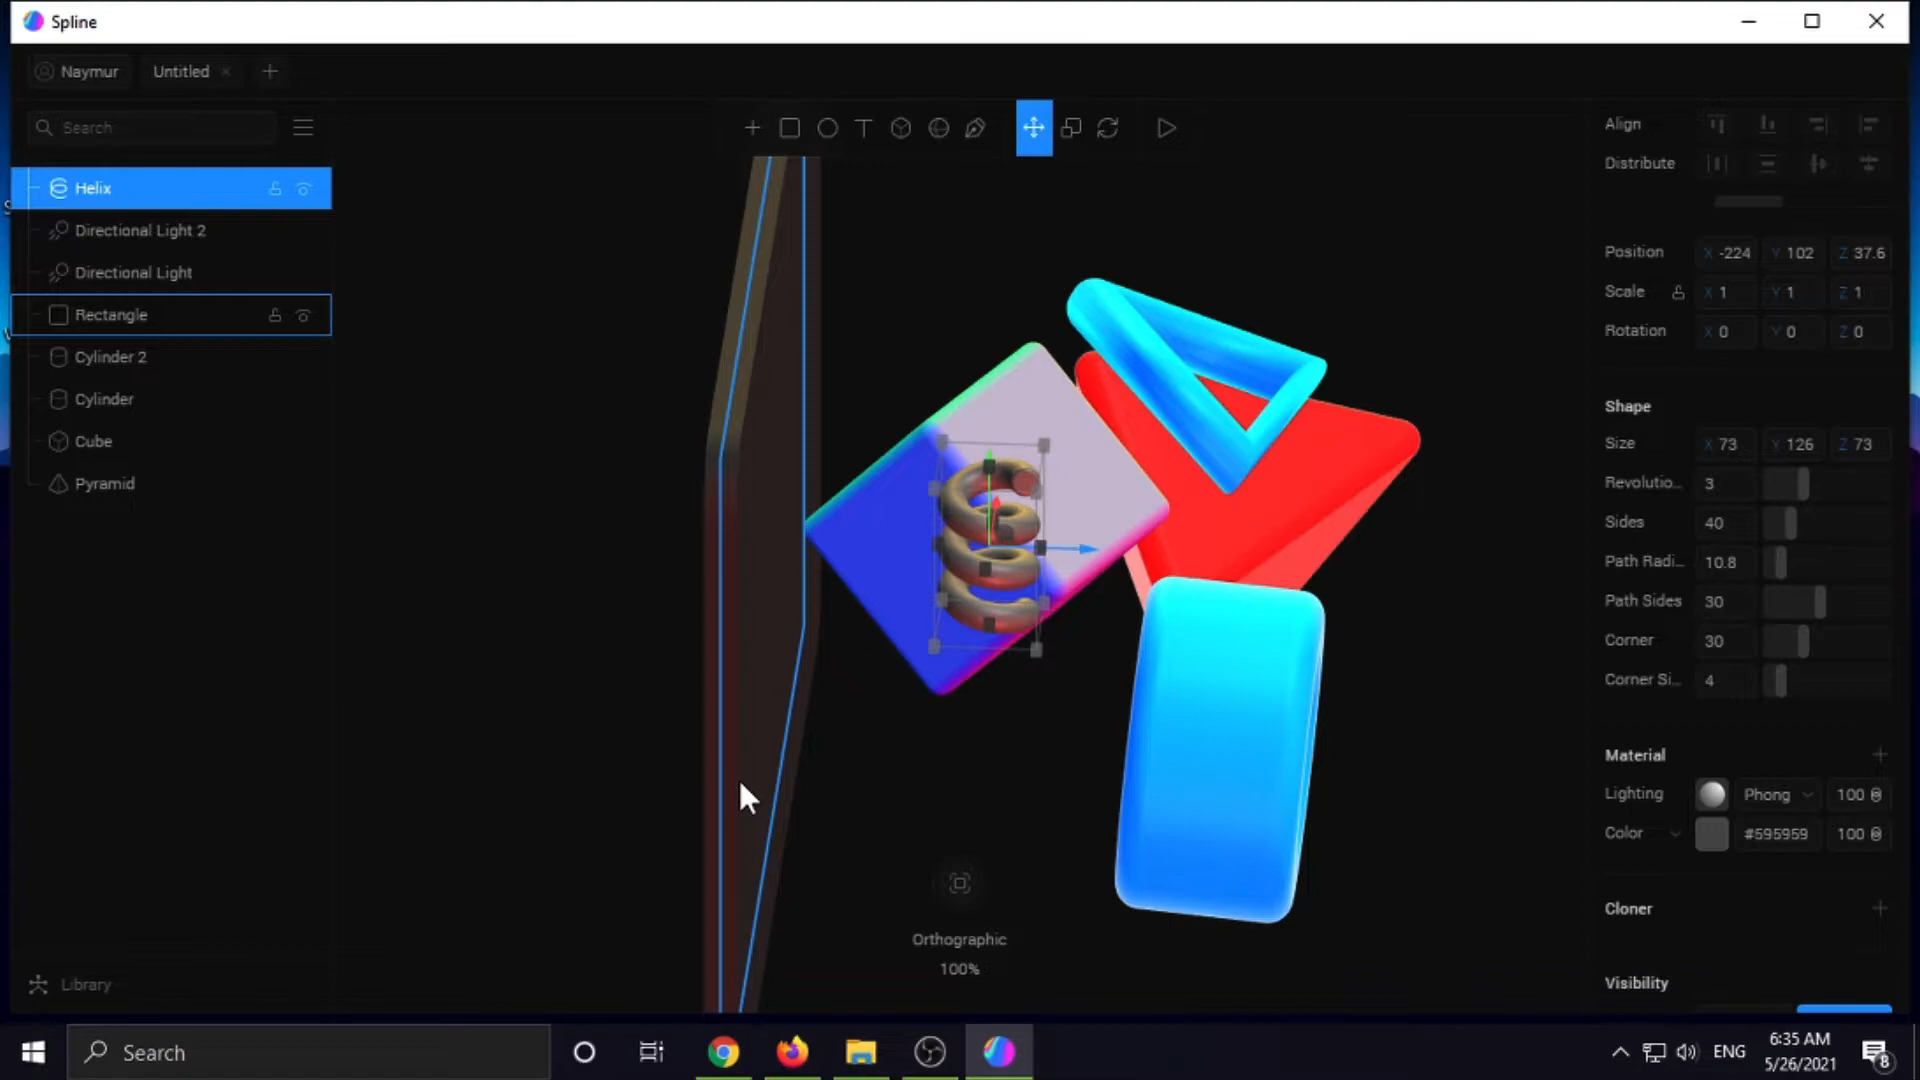 Spline
Naymur
Untitled
Search
Helix
Directional Light 2
Directional Light
Rectangle
Cylinder 2
Cylinder
Cube
Pyramid
Library
Orthographic
100%
Align
Distribute
Position X -224 Y 102 Z 37.6
Scale X 1 Y 1 Z 1
Rotation X 0 Y 0 Z 0
Shape
Size X 73 Y 126 Z 73
Revolutio... 3
Sides 40
Path Radi... 10.8
Path Sides 30
Corner 30
Corner Si... 4
Material
Lighting Phong 100
Color #595959 100
Cloner
Visibility
Search
ENG
6:35 AM
5/26/2021
8